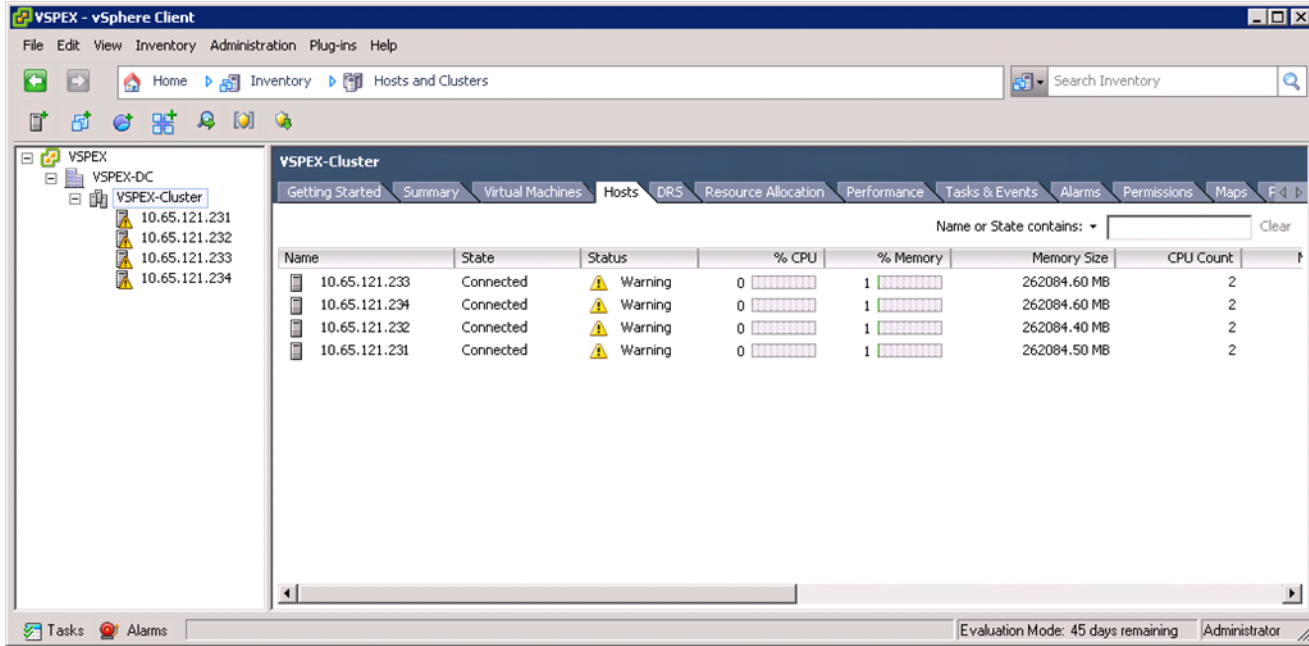 VSPEX - vSphere Client
File Edit View Inventory Administration Plug-ins Help
Home Inventory Hosts and Clusters Search Inventory
VSPEX
VSPEX-DC
VSPEX-Cluster
10.65.121.231
10.65.121.232
10.65.121.233
10.65.121.234
VSPEX-Cluster
Getting Started Summary Virtual Machines Hosts DRS Resource Allocation Performance Tasks & Events Alarms Permissions Maps
Name or State contains: Clear
Name State Status % CPU % Memory Memory Size CPU Count
10.65.121.233 Connected Warning 0 1 262084.60 MB 2
10.65.121.234 Connected Warning 0 1 262084.60 MB 2
10.65.121.232 Connected Warning 0 1 262084.40 MB 2
10.65.121.231 Connected Warning 0 1 262084.50 MB 2
Tasks Alarms Evaluation Mode: 45 days remaining Administrator